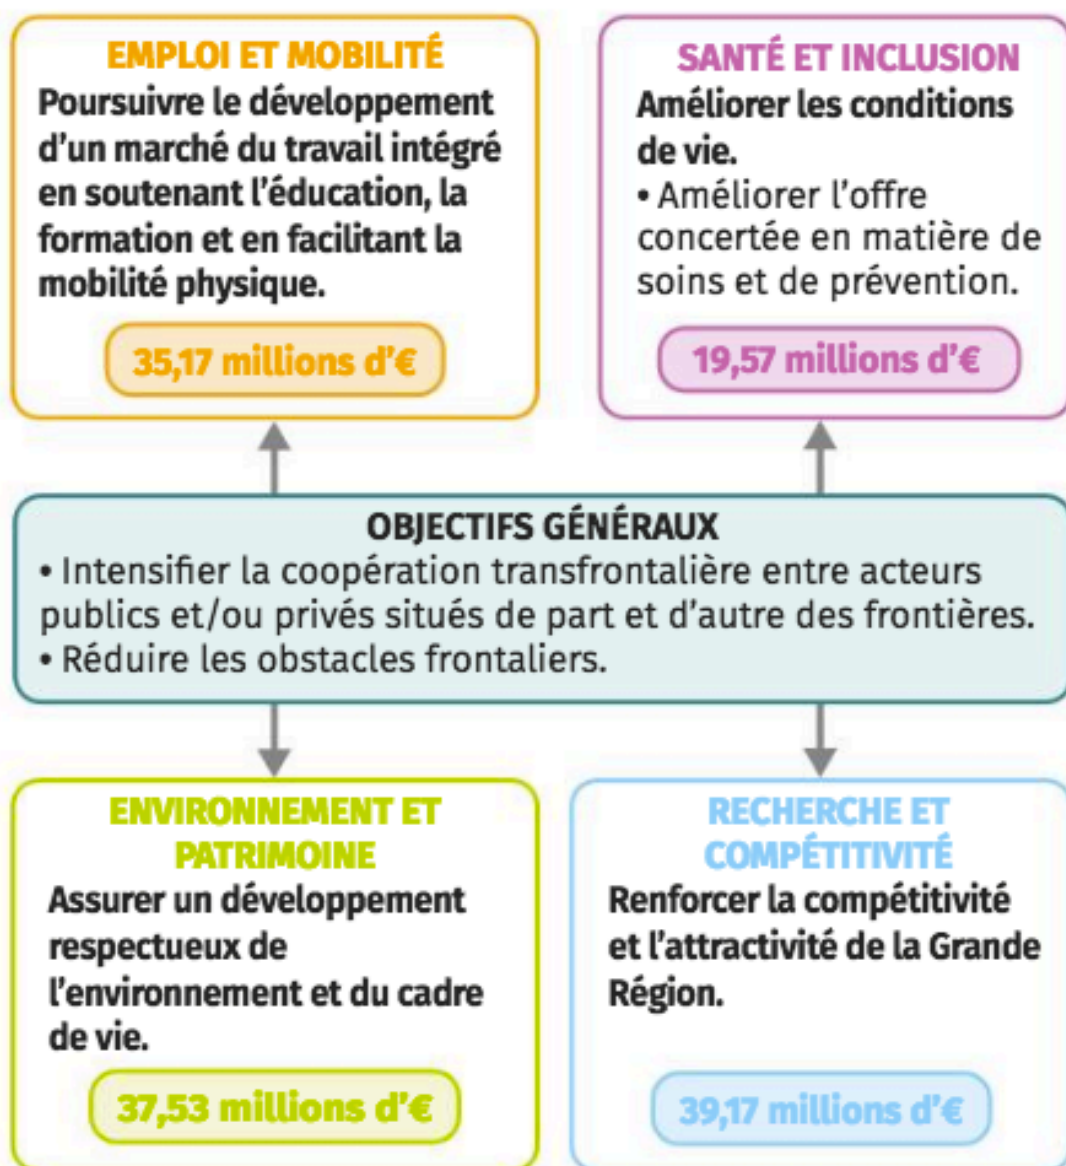 EMPLOI ET MOBILITÉ
Poursuivre le développement
d'un marché du travail intégré
en soutenant l'éducation, la
formation et en facilitant la
mobilité physique.
35,17 millions d'€
SANTÉ ET INCLUSION
Améliorer les conditions
de vie.
• Améliorer l'offre
concertée en matière de
soins et de prévention.
19,57 millions d'€
OBJECTIFS GÉNÉRAUX
• Intensifier la coopération transfrontalière entre acteurs
publics et/ou privés situés de part et d'autre des frontières.
• Réduire les obstacles frontaliers.
ENVIRONNEMENT ET
PATRIMOINE
Assurer un développement
respectueux de
l'environnement et du cadre
de vie.
37,53 millions d'€
RECHERCHE ET
COMPÉTITIVITÉ
Renforcer la compétitivité
et l'attractivité de la Grande
Région.
39,17 millions d'€